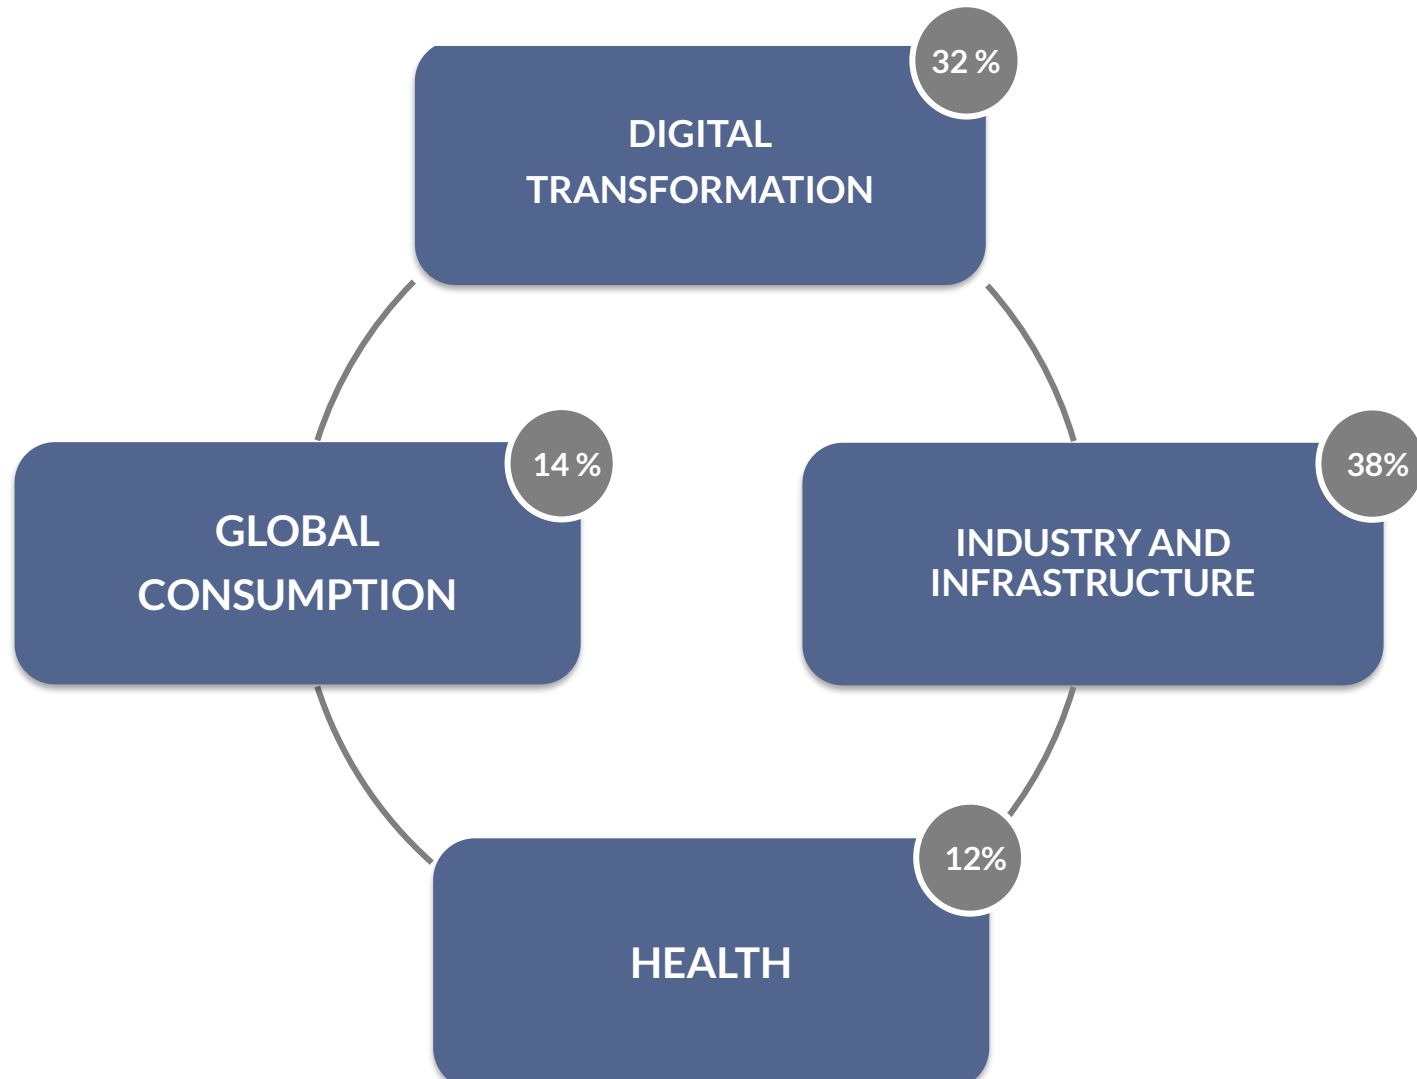 32 %
DIGITAL
TRANSFORMATION
14 %
GLOBAL
CONSUMPTION
38%
INDUSTRY AND
INFRASTRUCTURE
12%
HEALTH